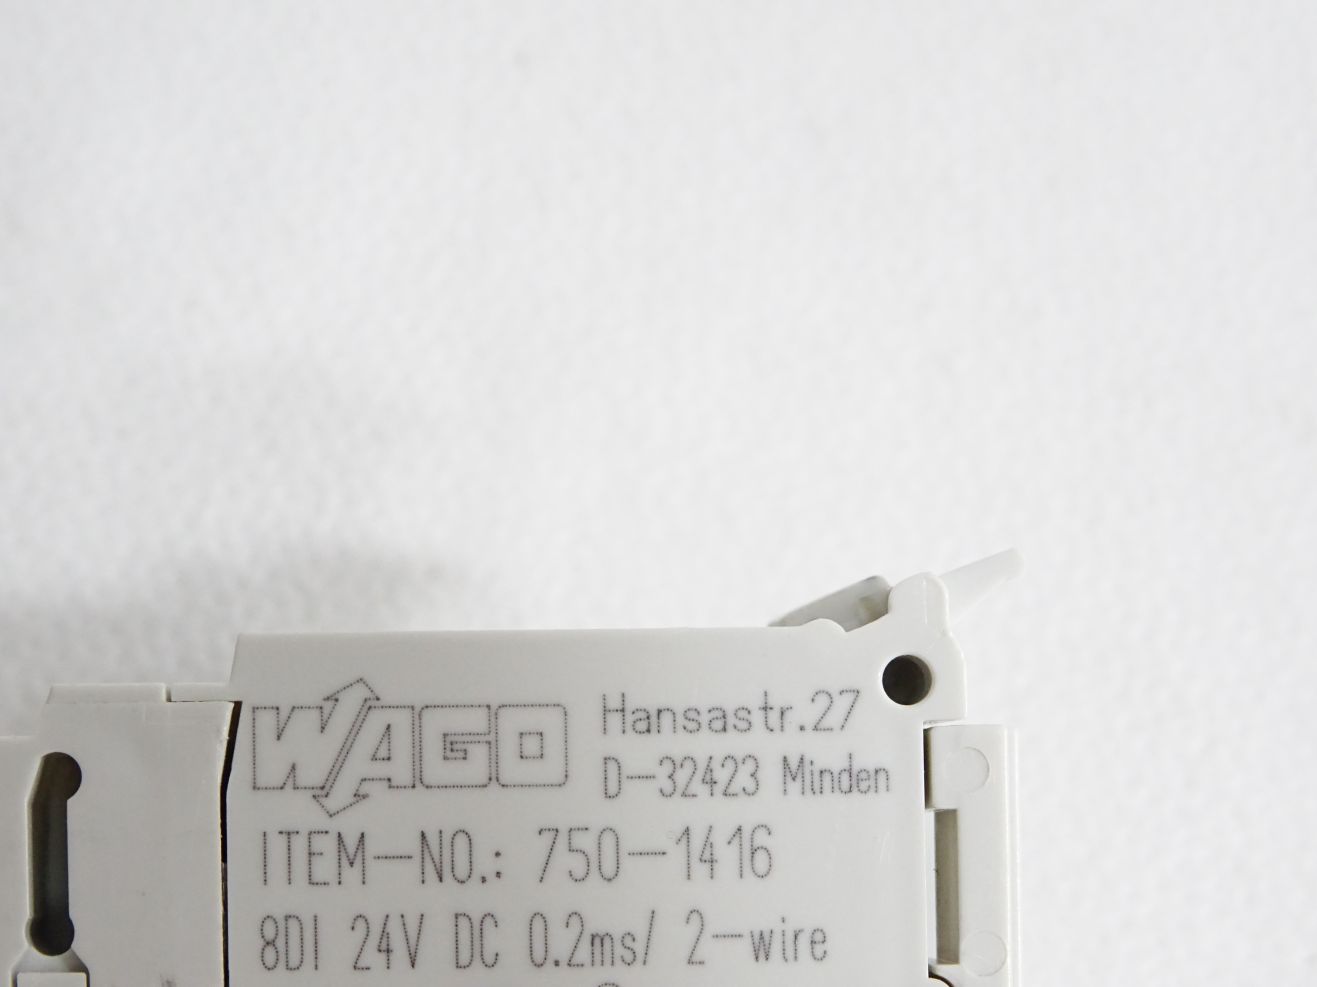 WAGO
Hansastr.27
D-32423 Minden
ITEM-NO.: 750-1416
8DI 24V DC 0.2ms/ 2-wire